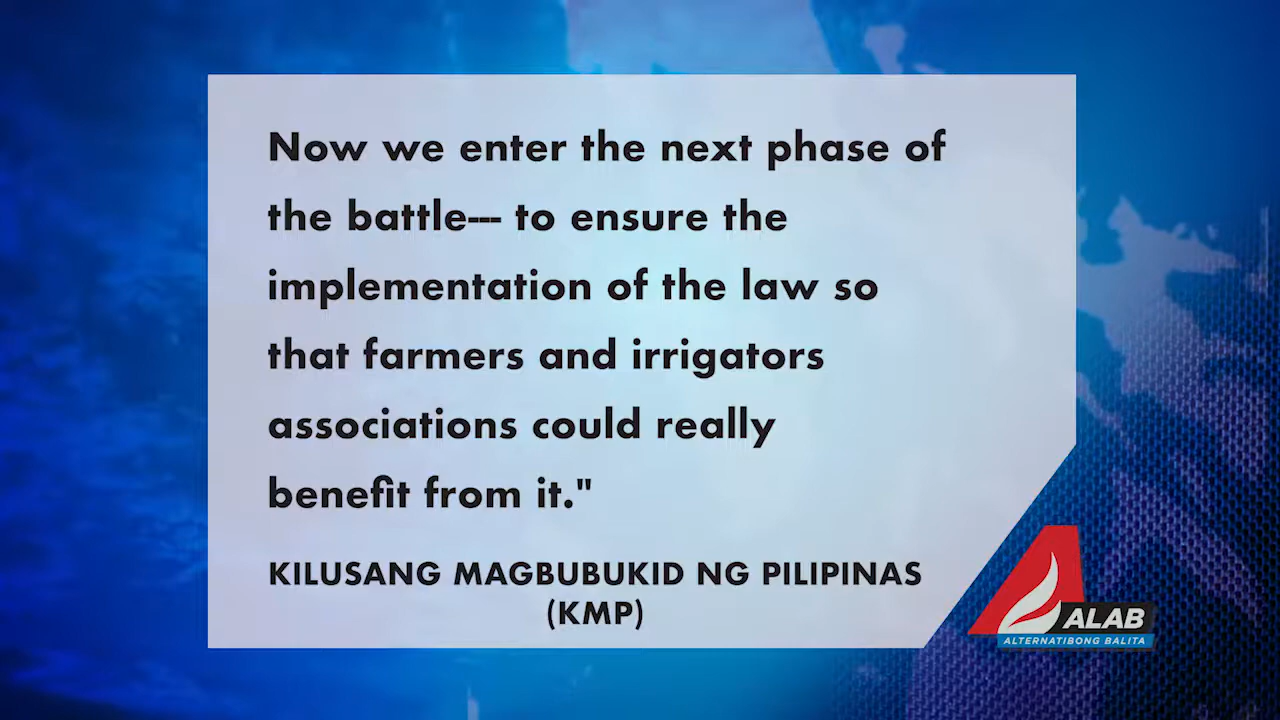 Now we enter the next phase of
the battle--- to ensure the
implementation of the law so
that farmers and irrigators
associations could really
benefit from it."
KILUSANG MAGBUBUKID NG PILIPINAS
(KMP)
ALAB
ALTERNATIBONG BALITA